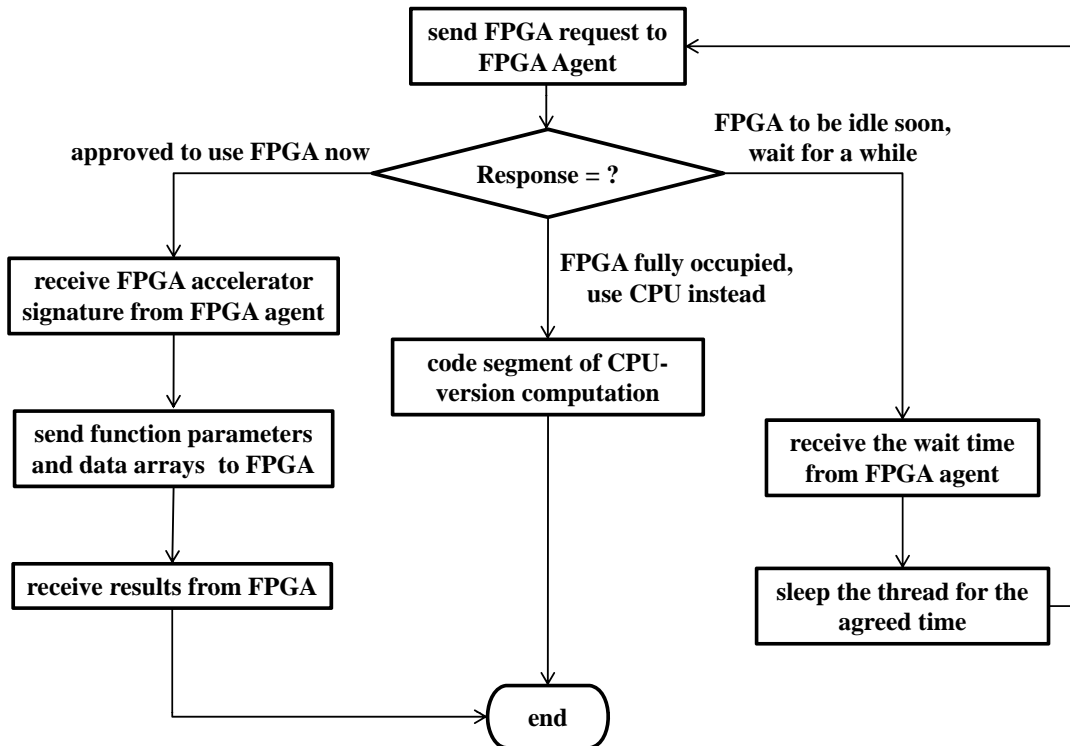 send FPGA request to
FPGA Agent
FPGA to be idle soon,
wait for a while
approved to use FPGA now
Response = ?
receive FPGA accelerator
signature from FPGA agent
FPGA fully occupied,
use CPU instead
code segment of CPU-
version computation
send function parameters
and data arrays to FPGA
receive the wait time
from FPGA agent
receive results from FPGA
sleep the thread for the
agreed time
end